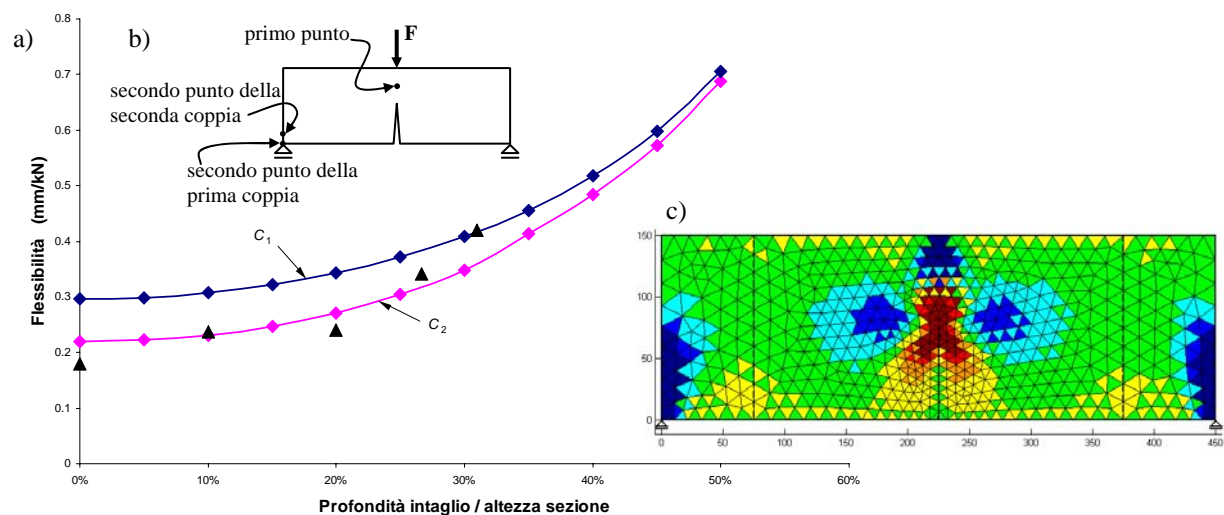 a)
b)
primo punto
F
secondo punto della
seconda coppia
secondo punto della
prima coppia
Flessibilità (mm/kN)
0.8
0.7
0.6
0.5
0.4
0.3
0.2
0.1
0
C1
C2
0%
10%
20%
30%
40%
50%
60%
Profondità intaglio / altezza sezione
c)
150
100
50
0
0
50
100
150
200
250
300
350
400
450